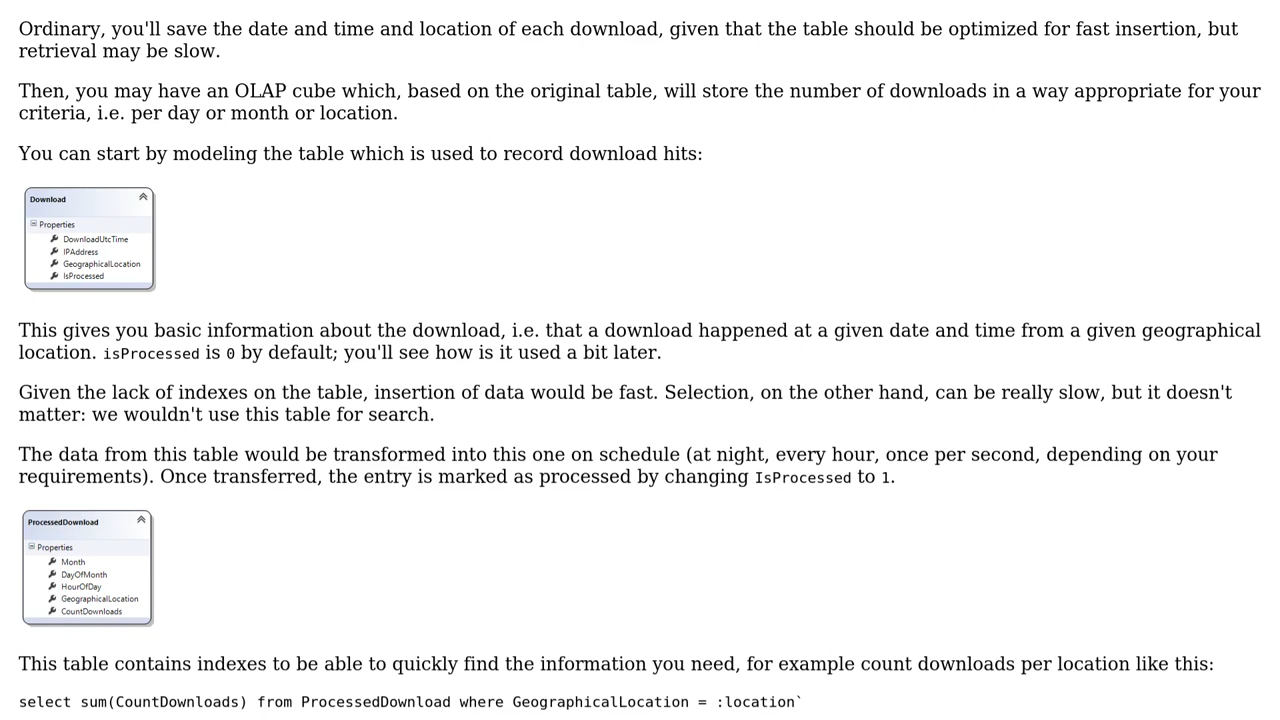 Ordinary, you'll save the date and time and location of each download, given that the table should be optimized for fast insertion, but
retrieval may be slow.
Then, you may have an OLAP cube which, based on the original table, will store the number of downloads in a way appropriate for your
criteria, i.e. per day or month or location.
You can start by modeling the table which is used to record download hits:
Download
Properties
DownloadUtcTime
IPAddress
GeographicalLocation
IsProcessed
This gives you basic information about the download, i.e. that a download happened at a given date and time from a given geographical
location. isProcessed is 0 by default; you'll see how is it used a bit later.
Given the lack of indexes on the table, insertion of data would be fast. Selection, on the other hand, can be really slow, but it doesn't
matter: we wouldn't use this table for search.
The data from this table would be transformed into this one on schedule (at night, every hour, once per second, depending on your
requirements). Once transferred, the entry is marked as processed by changing IsProcessed to 1.
ProcessedDownload
Properties
Month
DayOfMonth
HourOfDay
GeographicalLocation
CountDownloads
This table contains indexes to be able to quickly find the information you need, for example count downloads per location like this:
select sum(CountDownloads) from ProcessedDownload where GeographicalLocation = :location`